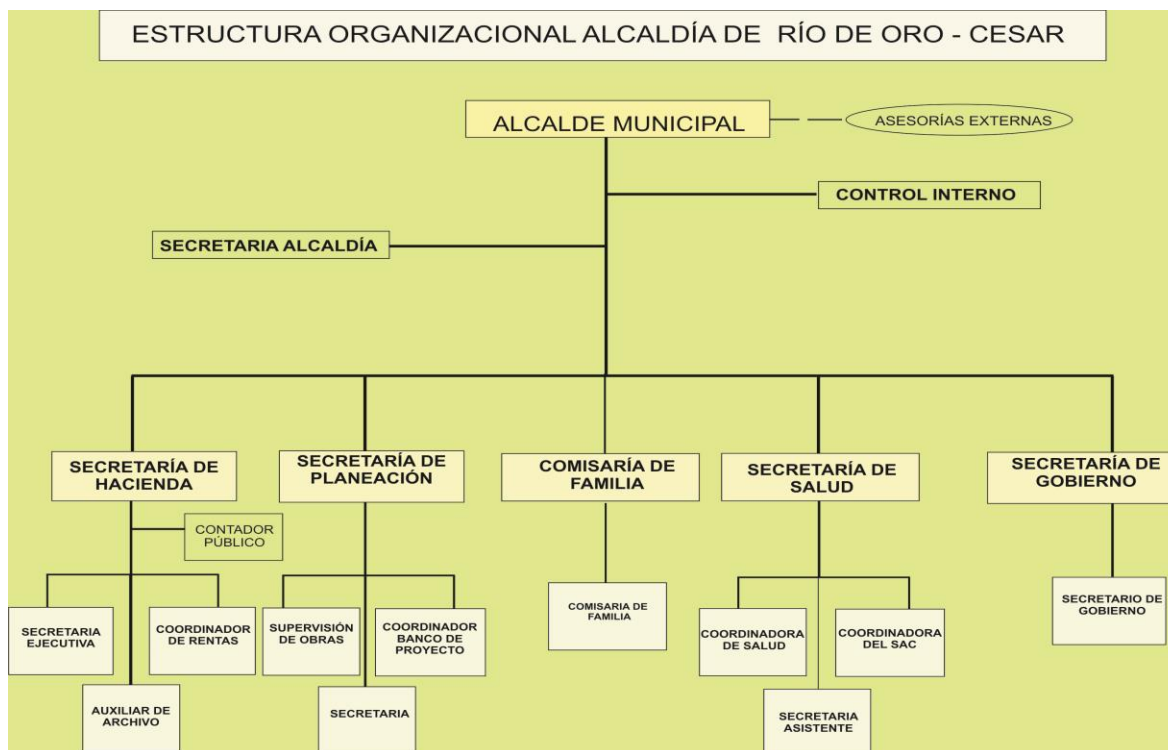 ESTRUCTURA ORGANIZACIONAL ALCALDÍA DE RÍO DE ORO - CESAR
ALCALDE MUNICIPAL
ASESORÍAS EXTERNAS
CONTROL INTERNO
SECRETARIA ALCALDÍA
SECRETARÍA DE
HACIENDA
SECRETARÍA DE
PLANEACIÓN
COMISARÍA DE
FAMILIA
SECRETARÍA DE
SALUD
SECRETARÍA DE
GOBIERNO
CONTADOR
PÚBLICO
SECRETARIA
EJECUTIVA
COORDINADOR
DE RENTAS
SUPERVISIÓN
DE OBRAS
COORDINADOR
BANCO DE
PROYECTO
COMISARIA DE
FAMILIA
COORDINADORA
DE SALUD
COORDINADORA
DEL SAC
SECRETARIO DE
GOBIERNO
AUXILIAR DE
ARCHIVO
SECRETARIA
SECRETARIA
ASISTENTE